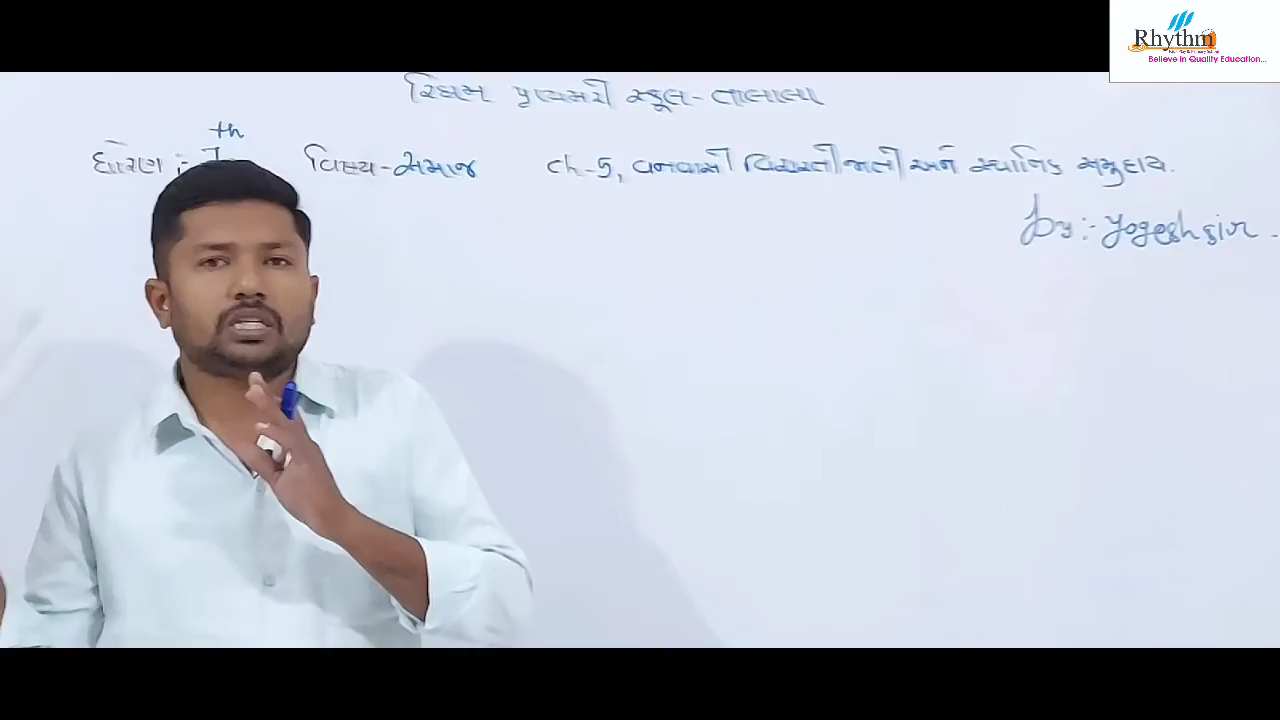 Rhythm
Believe in Quality Education...
રિધમ પ્રાયમરી સ્કૂલ-તાલાલા
ધોરણ :- 7th વિષય-સમાજ ch-5, વનવાસી વિચરતી જાતી અને સ્થાનિક સમુદાય.
by:- yogesh sir.